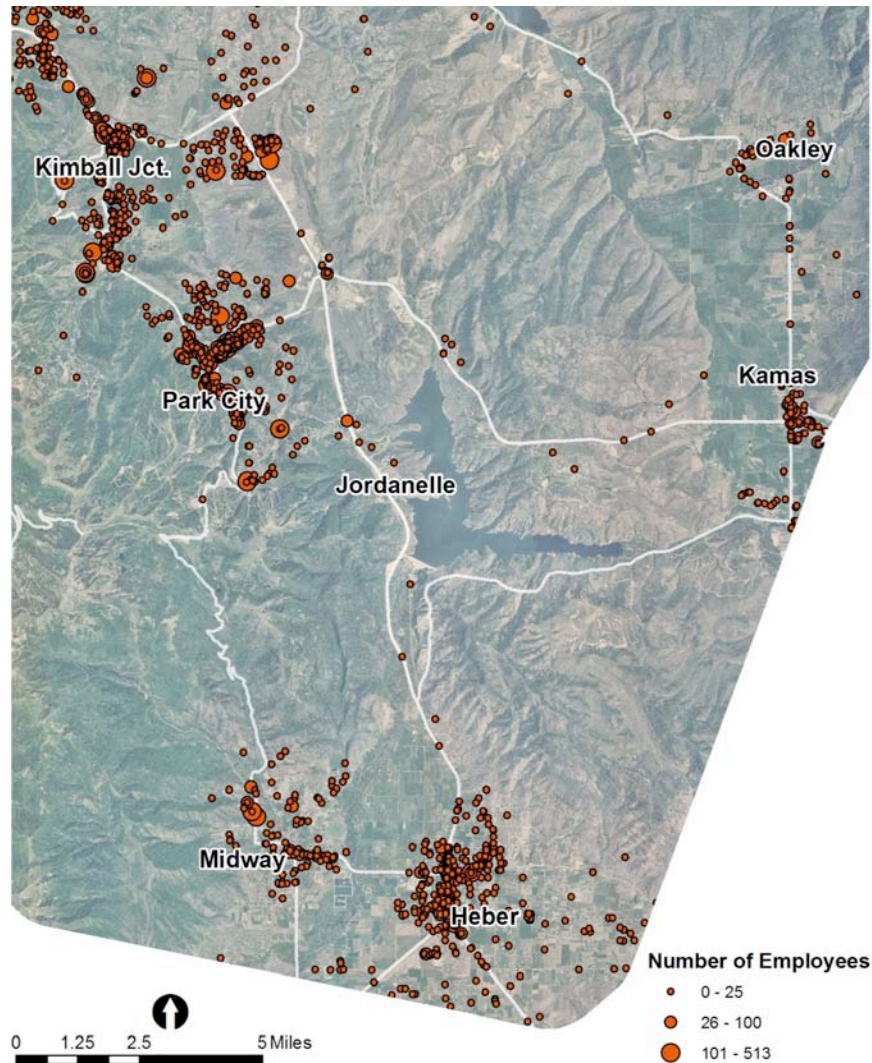 Kimball Jct.
Oakley
Kamas
Park City
Jordanelle
Midway
Heber
Number of Employees
0 - 25
26 - 100
101 - 513
0 1.25 2.5 5 Miles